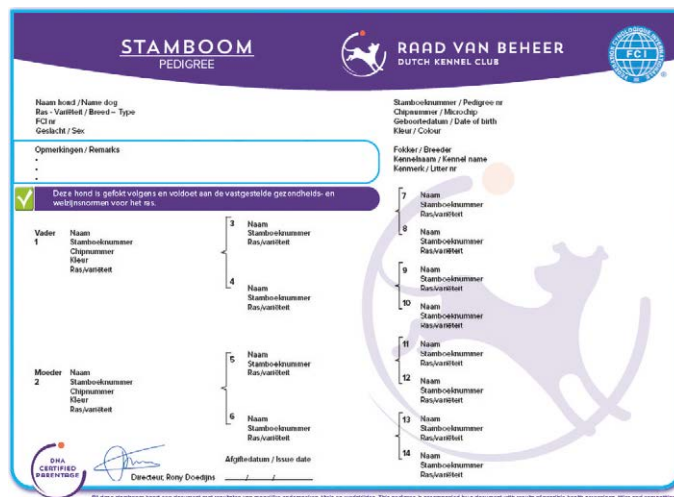 STAMBOOM
PEDIGREE
RAAD VAN BEHEER
DUTCH KENNEL CLUB
FCI
Naam hond / Name dog
Ras - Variëteit / Breed – Type
FCI nr
Geslacht / Sex
Stamboeknummer / Pedigree nr
Chipnummer / Microchip
Geboortedatum / Date of birth
Kleur / Colour
Opmerkingen / Remarks
•
•
•
Fokker / Breeder
Kennelnaam / Kennel name
Kenmerk / Litter nr
Deze hond is gefokt volgens en voldoet aan de vastgestelde gezondheids- en
welzijnsnormen voor het ras.
Vader
1
Naam
Stamboeknummer
Chipnummer
Kleur
Ras/variëteit
3 Naam
Stamboeknummer
Ras/variëteit
4
Naam
Stamboeknummer
Ras/variëteit
7 Naam
Stamboeknummer
Ras/variëteit
8 Naam
Stamboeknummer
Ras/variëteit
9 Naam
Stamboeknummer
Ras/variëteit
10 Naam
Stamboeknummer
Ras/variëteit
Moeder
2
Naam
Stamboeknummer
Chipnummer
Kleur
Ras/variëteit
5 Naam
Stamboeknummer
Ras/variëteit
6 Naam
Stamboeknummer
Ras/variëteit
11 Naam
Stamboeknummer
Ras/variëteit
12 Naam
Stamboeknummer
Ras/variëteit
13 Naam
Stamboeknummer
Ras/variëteit
14 Naam
Stamboeknummer
Ras/variëteit
DNA
CERTIFIED
PARENTAGE
Directeur, Rony Doedijns
Afgiftedatum / Issue date